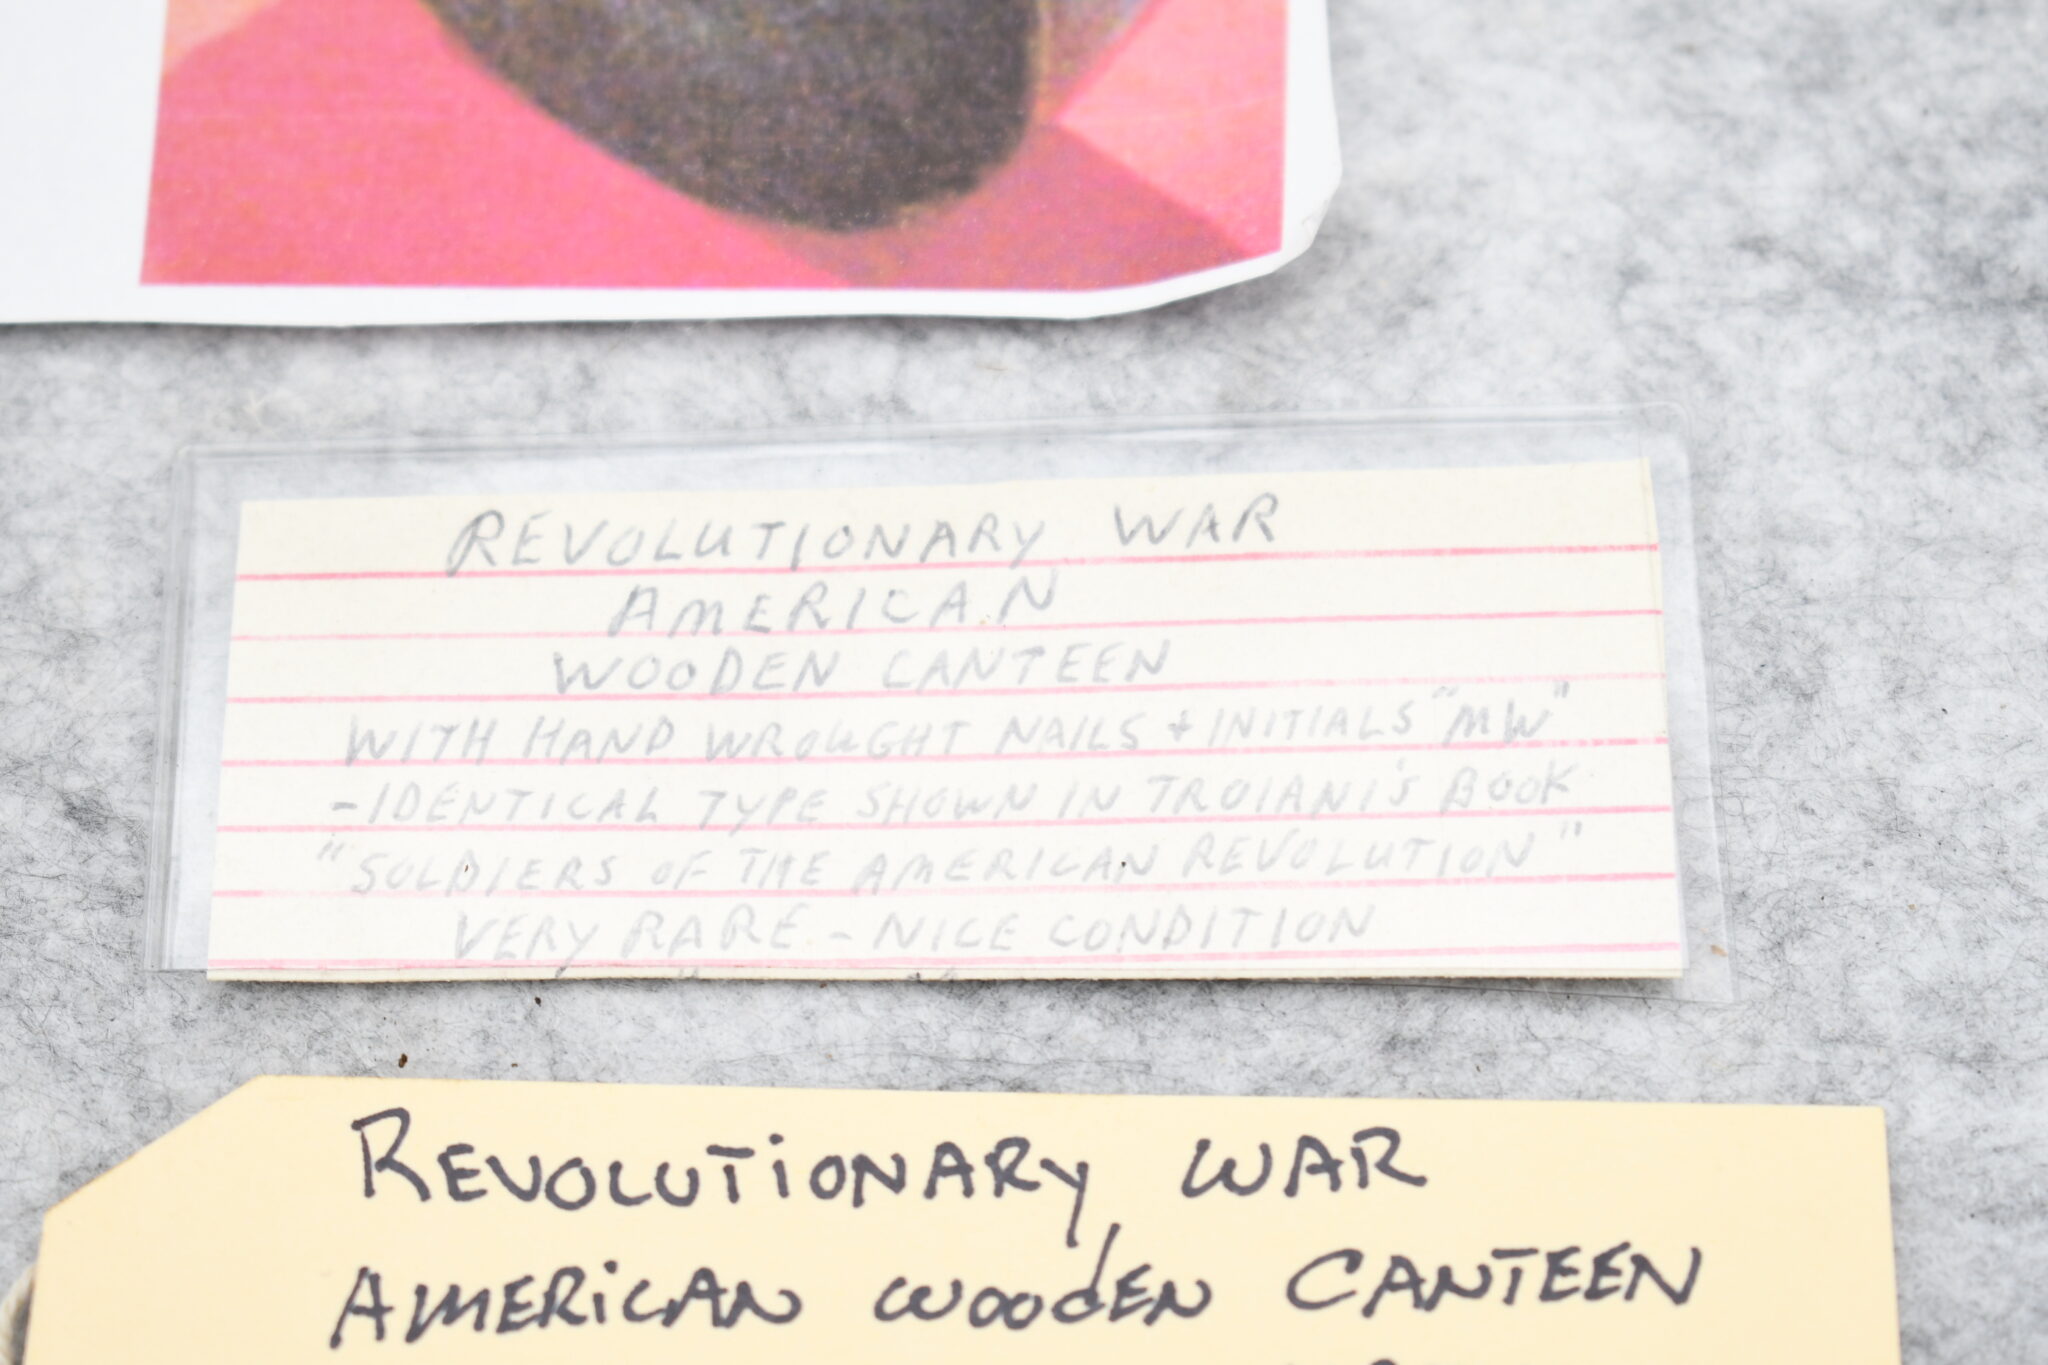 REVOLUTIONARY WAR
AMERICAN
WOODEN CANTEEN
WITH HAND WROUGHT NAILS + INITIALS "MW"
- IDENTICAL TYPE SHOWN IN TROIANI'S BOOK
"SOLDIERS OF THE AMERICAN REVOLUTION"
VERY RARE - NICE CONDITION
REVOLUTIONARY WAR
AMERICAN WOODEN CANTEEN